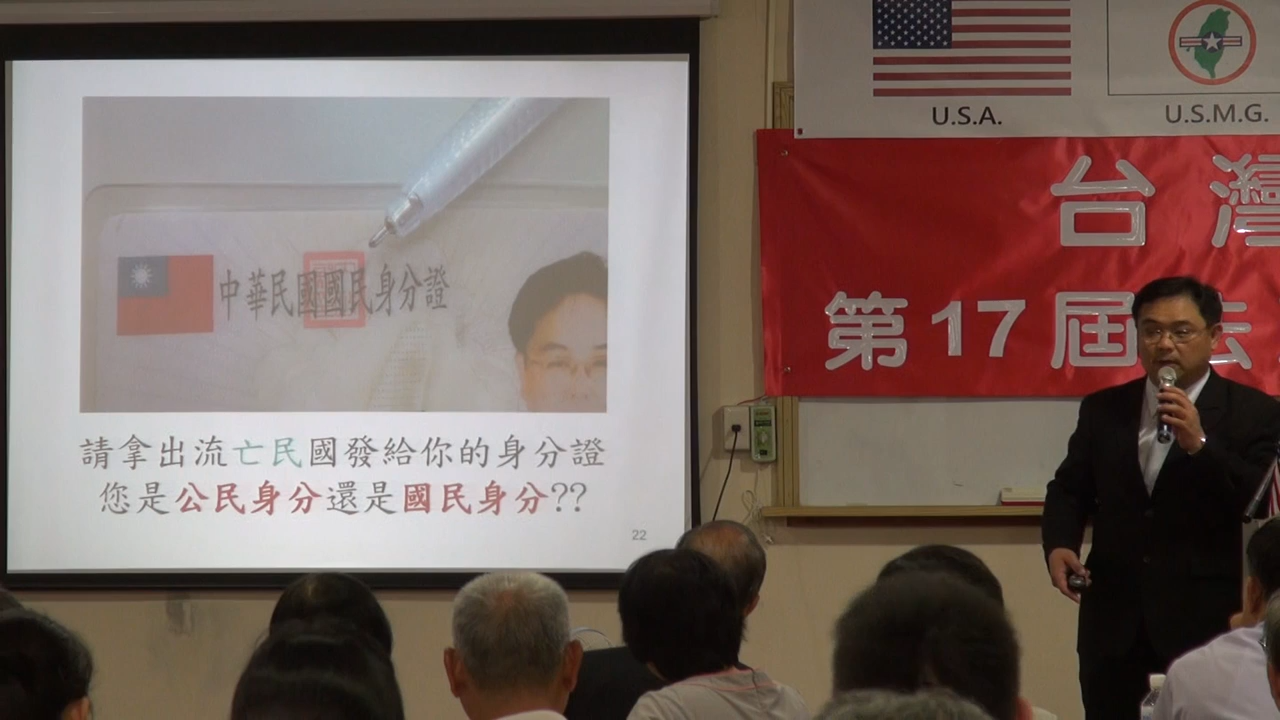 中華民國國民身分證
請拿出流亡民國發給你的身分證
您是公民身分還是國民身分??
22
U.S.A.
U.S.M.G.
台灣
第17屆法